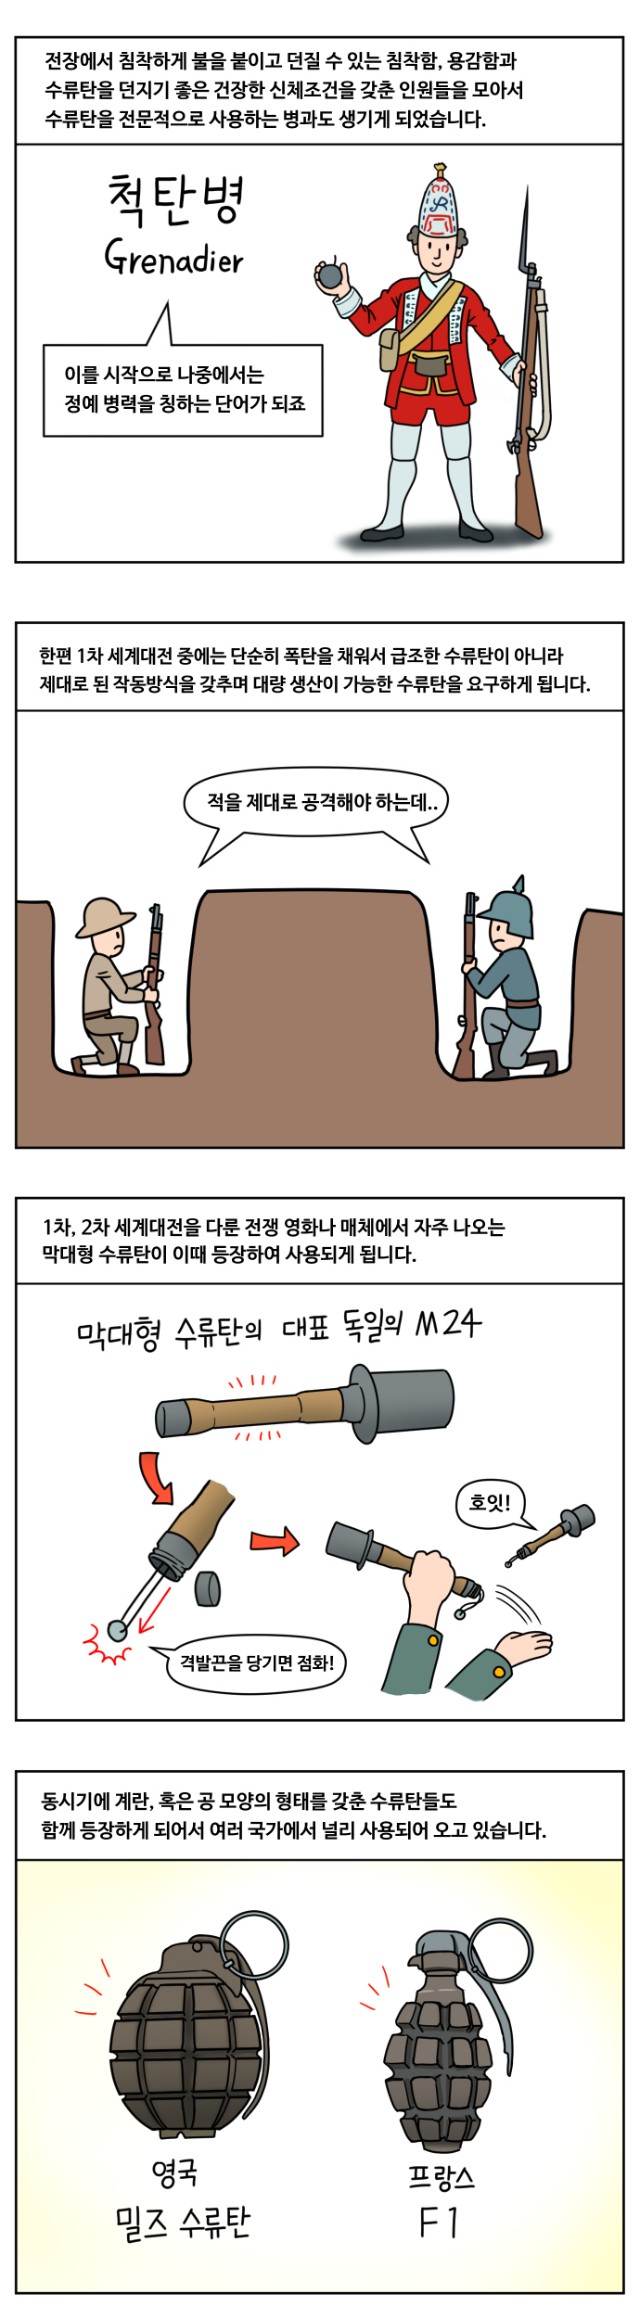 전장에서 침착하게 불을 붙이고 던질 수 있는 침착함, 용감함과
수류탄을 던지기 좋은 건장한 신체조건을 갖춘 인원들을 모아서
수류탄을 전문적으로 사용하는 병과도 생기게 되었습니다.
척탄병
Grenadier
이를 시작으로 나중에서는
정예 병력을 칭하는 단어가 되죠
한편 1차 세계대전 중에는 단순히 폭탄을 채워서 급조한 수류탄이 아니라
제대로 된 작동방식을 갖추며 대량 생산이 가능한 수류탄을 요구하게 됩니다.
적을 제대로 공격해야 하는데..
1차, 2차 세계대전을 다룬 전쟁 영화나 매체에서 자주 나오는
막대형 수류탄이 이때 등장하여 사용되게 됩니다.
막대형 수류탄의 대표 독일의 M24
호잇!
격발끈을 당기면 점화!
동시기에 계란, 혹은 공 모양의 형태를 갖춘 수류탄들도
함께 등장하게 되어서 여러 국가에서 널리 사용되어 오고 있습니다.
영국
밀즈 수류탄
프랑스
F1